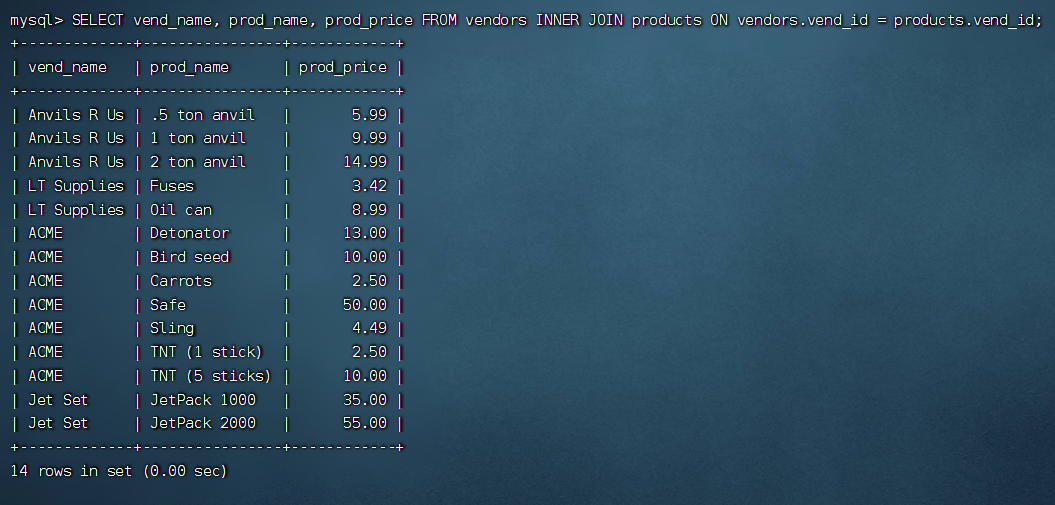 mysql> SELECT vend_name, prod_name, prod_price FROM vendors INNER JOIN products ON vendors.vend_id = products.vend_id;
+-------------+----------------+------------+
| vend_name   | prod_name      | prod_price |
+-------------+----------------+------------+
| Anvils R Us | .5 ton anvil   |       5.99 |
| Anvils R Us | 1 ton anvil    |       9.99 |
| Anvils R Us | 2 ton anvil    |      14.99 |
| LT Supplies | Fuses          |       3.42 |
| LT Supplies | Oil can        |       8.99 |
| ACME        | Detonator      |      13.00 |
| ACME        | Bird seed      |      10.00 |
| ACME        | Carrots        |       2.50 |
| ACME        | Safe           |      50.00 |
| ACME        | Sling          |       4.49 |
| ACME        | TNT (1 stick)  |       2.50 |
| ACME        | TNT (5 sticks) |      10.00 |
| Jet Set     | JetPack 1000   |      35.00 |
| Jet Set     | JetPack 2000   |      55.00 |
+-------------+----------------+------------+
14 rows in set (0.00 sec)